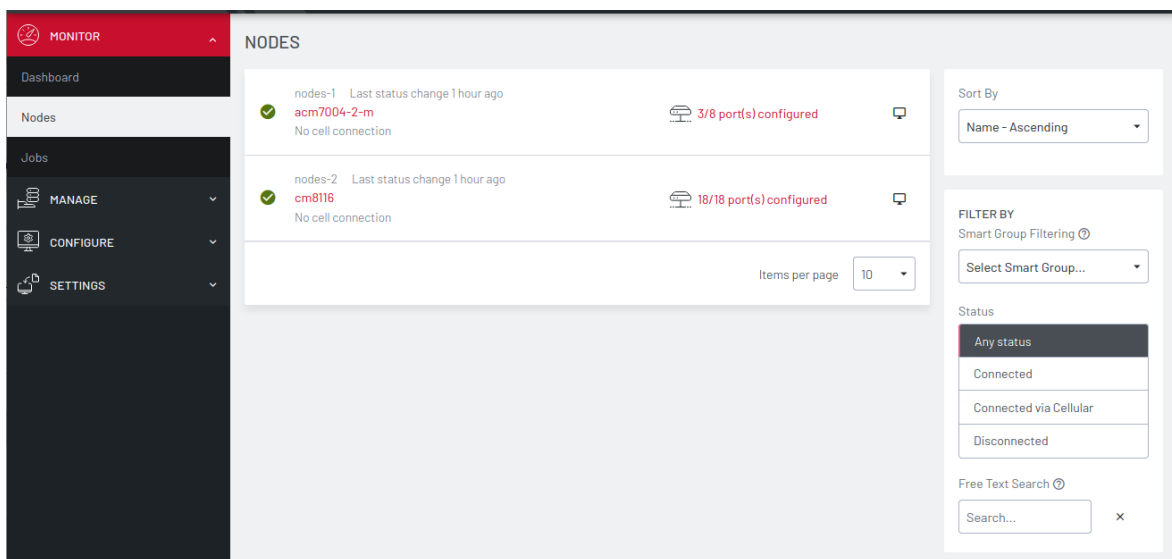 MONITOR
Dashboard
Nodes
Jobs
MANAGE
CONFIGURE
SETTINGS
NODES
nodes-1 Last status change 1 hour ago
acm7004-2-m
No cell connection
3/8 port(s) configured
nodes-2 Last status change 1 hour ago
cm8116
No cell connection
18/18 port(s) configured
Items per page 10
Sort By
Name - Ascending
FILTER BY
Smart Group Filtering
Select Smart Group...
Status
Any status
Connected
Connected via Cellular
Disconnected
Free Text Search
Search...